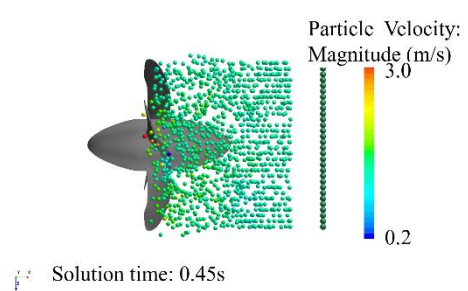 Particle Velocity:
Magnitude (m/s)
3.0
0.2
Solution time: 0.45s